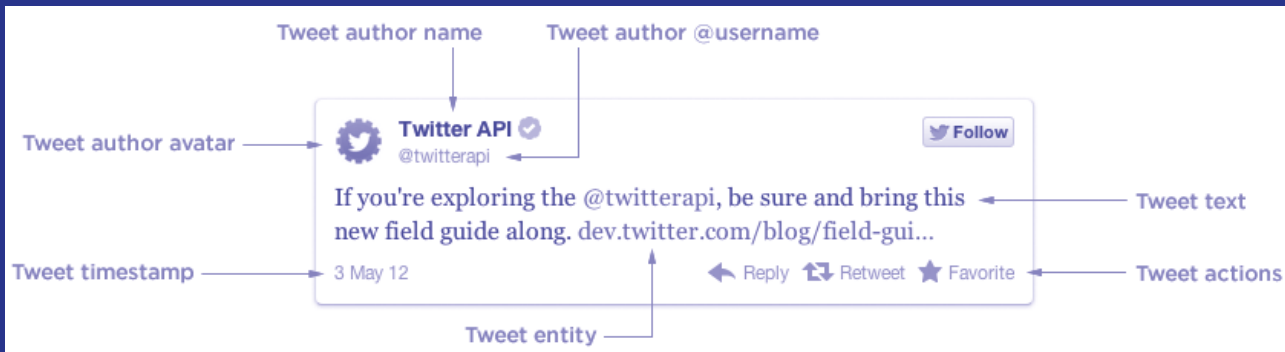 Tweet author name Tweet author @username
Tweet author avatar
Twitter API
Follow
@twitterapi
If you're exploring the @twitterapi, be sure and bring this
new field guide along. dev.twitter.com/blog/field-gui...
Tweet text
Tweet timestamp
3 May 12
Reply Retweet Favorite
Tweet actions
Tweet entity